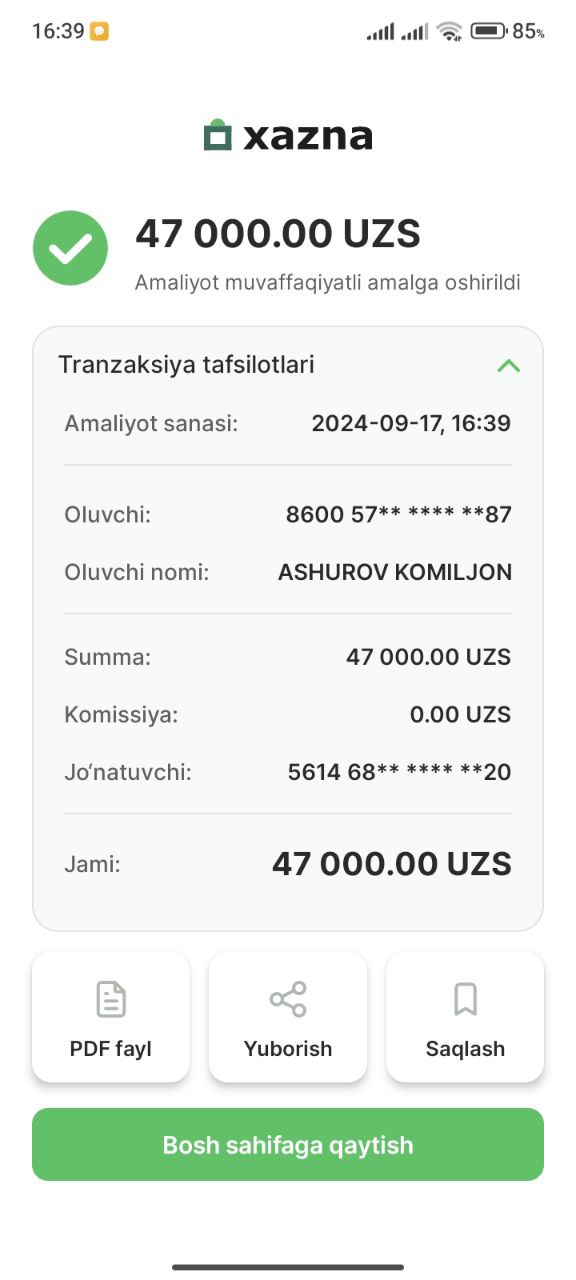 16:39 85%
xazna
47 000.00 UZS
Amaliyot muvaffaqiyatli amalga oshirildi
Tranzaksiya tafsilotlari
Amaliyot sanasi: 2024-09-17, 16:39
Oluvchi: 8600 57** **** **87
Oluvchi nomi: ASHUROV KOMILJON
Summa: 47 000.00 UZS
Komissiya: 0.00 UZS
Jo‘natuvchi: 5614 68** **** **20
Jami: 47 000.00 UZS
PDF fayl Yuborish Saqlash
Bosh sahifaga qaytish